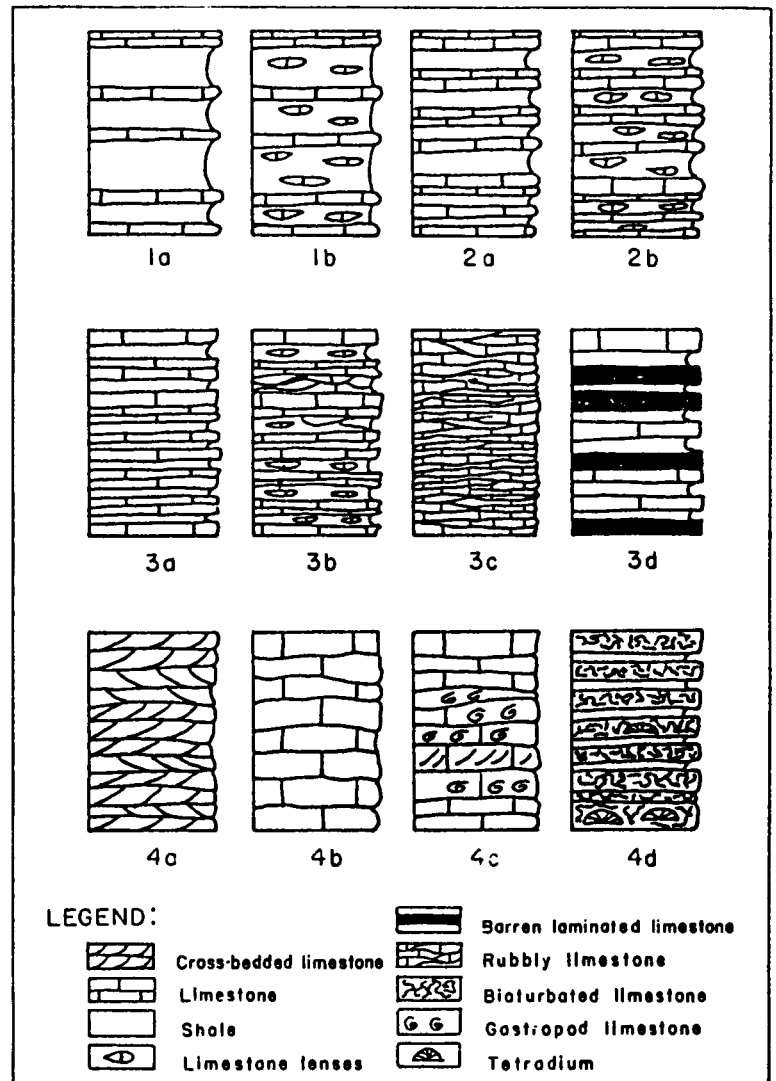 1a 1b 2a 2b
3a 3b 3c 3d
4a 4b 4c 4d
LEGEND:
Cross-bedded limestone
Limestone
Shale
Limestone lenses
Barren laminated limestone
Rubbly limestone
Bioturbated limestone
Gastropod limestone
Tetradium